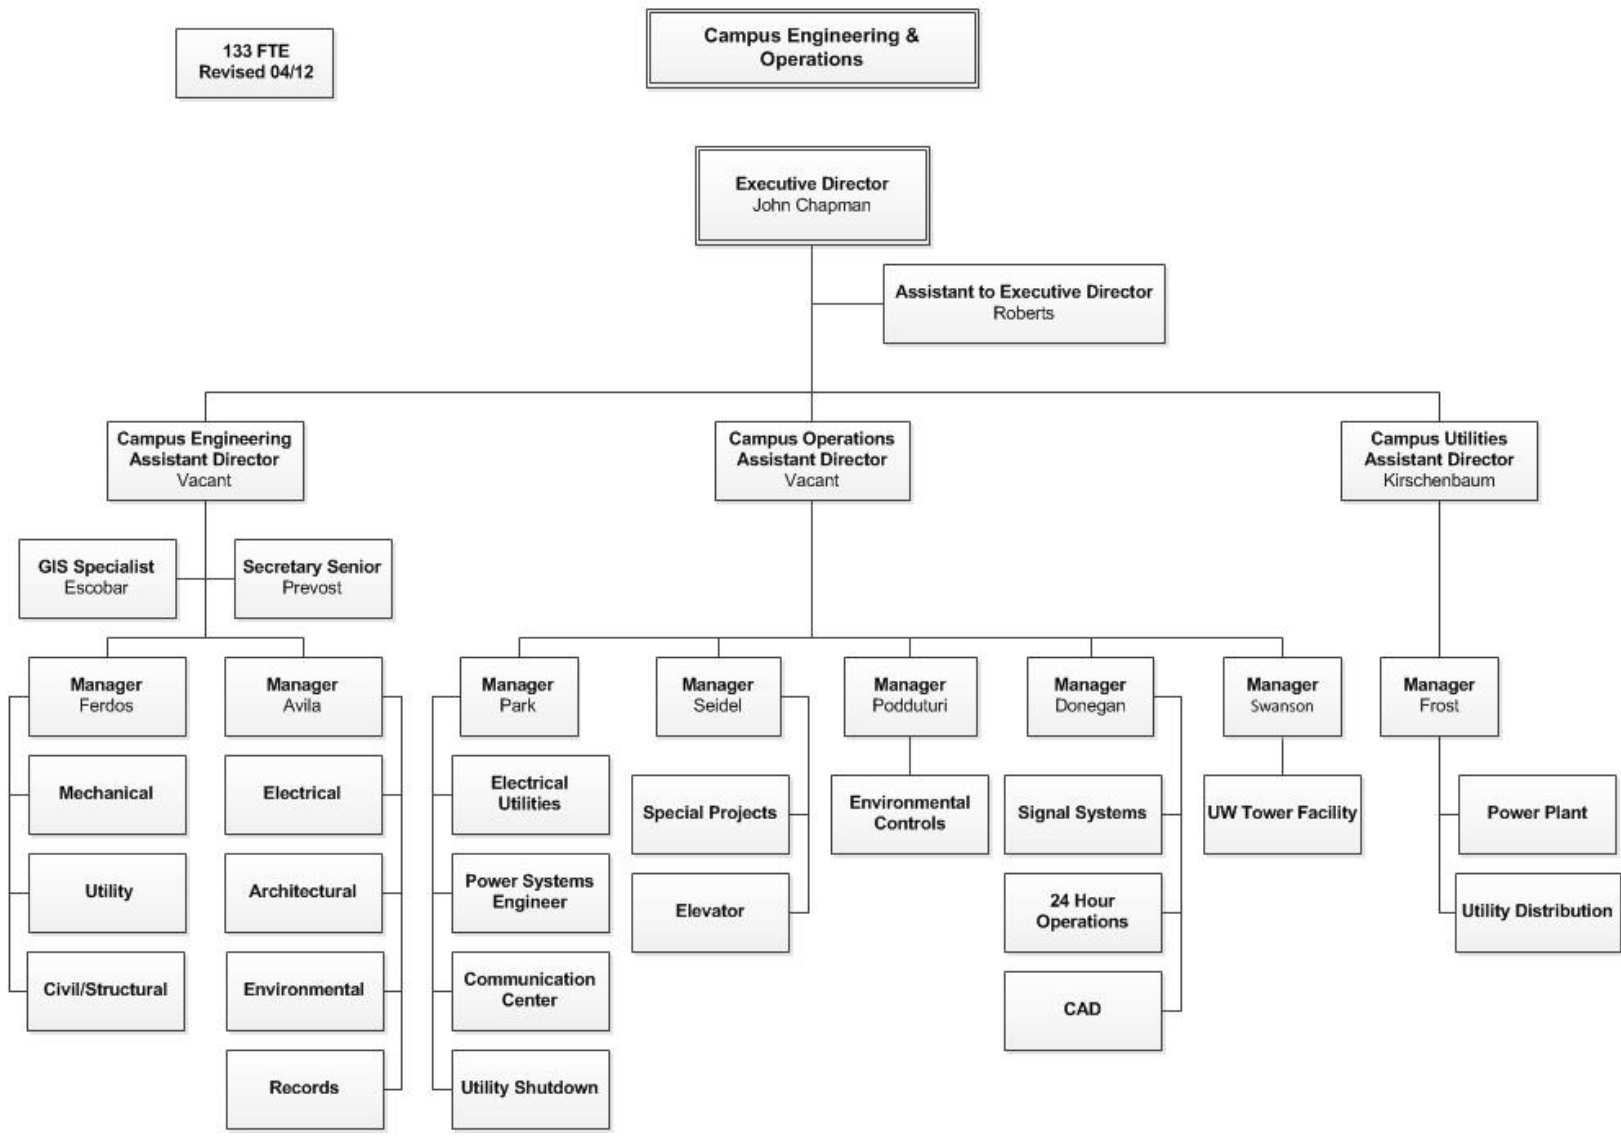 133 FTE
Revised 04/12
Campus Engineering &
Operations
Executive Director
John Chapman
Assistant to Executive Director
Roberts
Campus Engineering
Assistant Director
Vacant
Campus Operations
Assistant Director
Vacant
Campus Utilities
Assistant Director
Kirschenbaum
GIS Specialist
Escobar
Secretary Senior
Prevost
Manager
Ferdos
Manager
Avila
Manager
Park
Manager
Seidel
Manager
Podduturi
Manager
Donegan
Manager
Swanson
Manager
Frost
Mechanical
Utility
Civil/Structural
Electrical
Architectural
Environmental
Records
Electrical
Utilities
Power Systems
Engineer
Communication
Center
Utility Shutdown
Special Projects
Elevator
Environmental
Controls
Signal Systems
24 Hour
Operations
CAD
UW Tower Facility
Power Plant
Utility Distribution